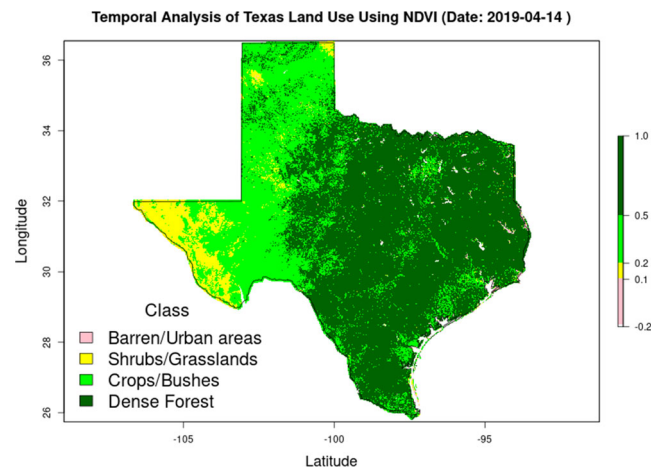 Temporal Analysis of Texas Land Use Using NDVI (Date: 2019-04-14 )
36
34
32
30
28
26
Longitude
Class
Barren/Urban areas
Shrubs/Grasslands
Crops/Bushes
Dense Forest
-105
-100
-95
Latitude
1.0
0.5
0.2
0.1
-0.2